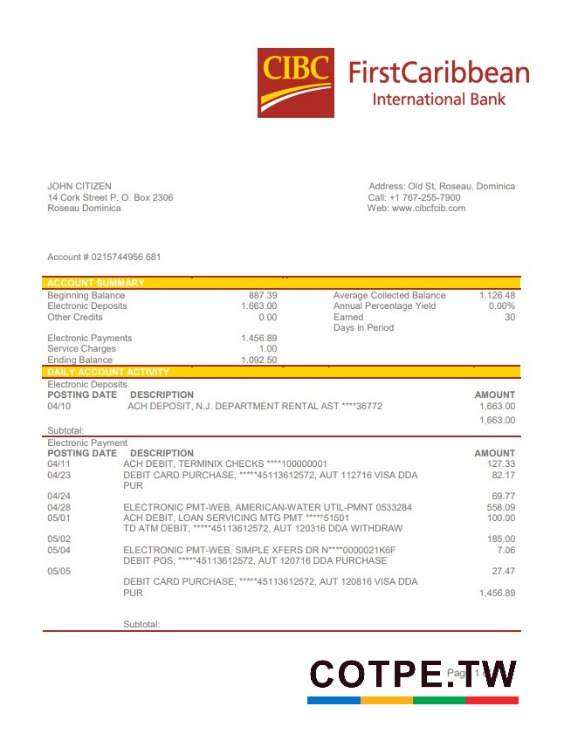 CIBC FirstCaribbean
International Bank
JOHN CITIZEN
14 Cork Street P. O. Box 2306
Roseau Dominica
Address: Old St, Roseau, Dominica
Call: +1 767-255-7900
Web: www.cibcfcib.com
Account # 0215744956 681
ACCOUNT SUMMARY
Beginning Balance 887.39 Average Collected Balance 1.126.48
Electronic Deposits 1.663.00 Annual Percentage Yield 0.00%
Other Credits 0.00 Earned 30
Days in Period
Electronic Payments 1.456.89
Service Charges 1.00
Ending Balance 1.092.50
DAILY ACCOUNT ACTIVITY
Electronic Deposits
POSTING DATE DESCRIPTION AMOUNT
04/10 ACH DEPOSIT, N.J. DEPARTMENT RENTAL AST ****36772 1,663.00
1,663.00
Subtotal:
Electronic Payment
POSTING DATE DESCRIPTION AMOUNT
04/11 ACH DEBIT, TERMINIX CHECKS ****100000001 127.33
04/23 DEBIT CARD PURCHASE, *****45113612572, AUT 112716 VISA DDA 82.17
PUR
04/24 69.77
04/28 ELECTRONIC PMT-WEB, AMERICAN-WATER UTIL-PMNT 0533284 558.09
05/01 ACH DEBIT, LOAN SERVICING MTG PMT *****51501 100.00
TD ATM DEBIT, *****45113612572, AUT 120316 DDA WITHDRAW
05/02 185.00
05/04 ELECTRONIC PMT-WEB, SIMPLE XFERS DR N****0000021K6F 7.06
DEBIT POS, *****45113612572, AUT 120716 DDA PURCHASE
05/05 27.47
DEBIT CARD PURCHASE, *****45113612572, AUT 120816 VISA DDA
PUR 1,456.89
Subtotal:
Page 1
COTPE.TW